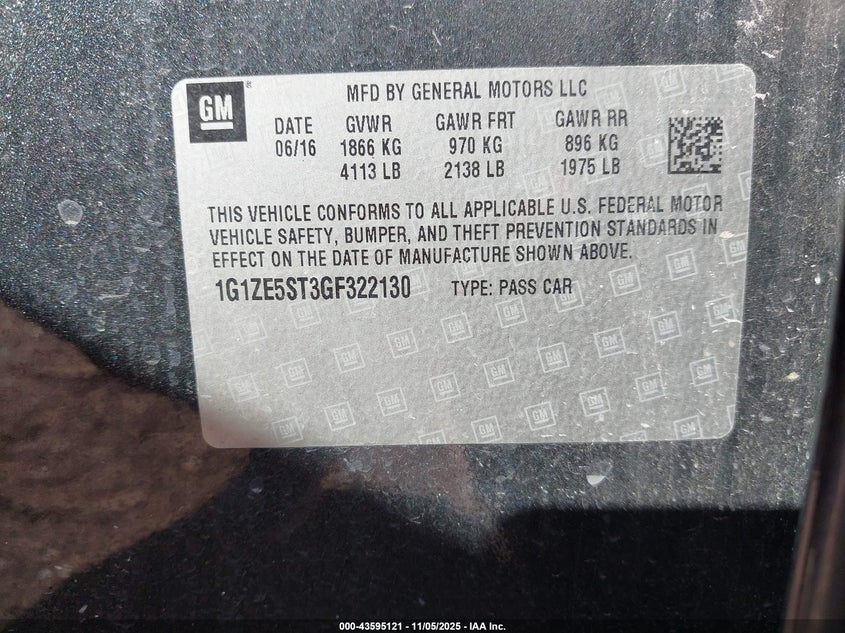 GM
MFD BY GENERAL MOTORS LLC
DATE GVWR GAWR FRT GAWR RR
06/16 1866 KG 970 KG 896 KG
4113 LB 2138 LB 1975 LB
THIS VEHICLE CONFORMS TO ALL APPLICABLE U.S. FEDERAL MOTOR
VEHICLE SAFETY, BUMPER, AND THEFT PREVENTION STANDARDS IN
EFFECT ON THE DATE OF MANUFACTURE SHOWN ABOVE.
1G1ZE5ST3GF322130 TYPE: PASS CAR
000-43595121 - 11/05/2025 - IAA Inc.